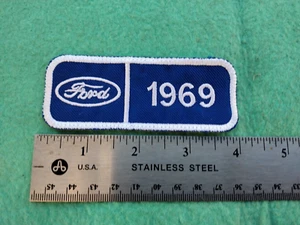 Ford
1969
1 2 3 4 5
U.S.A. STAINLESS STEEL